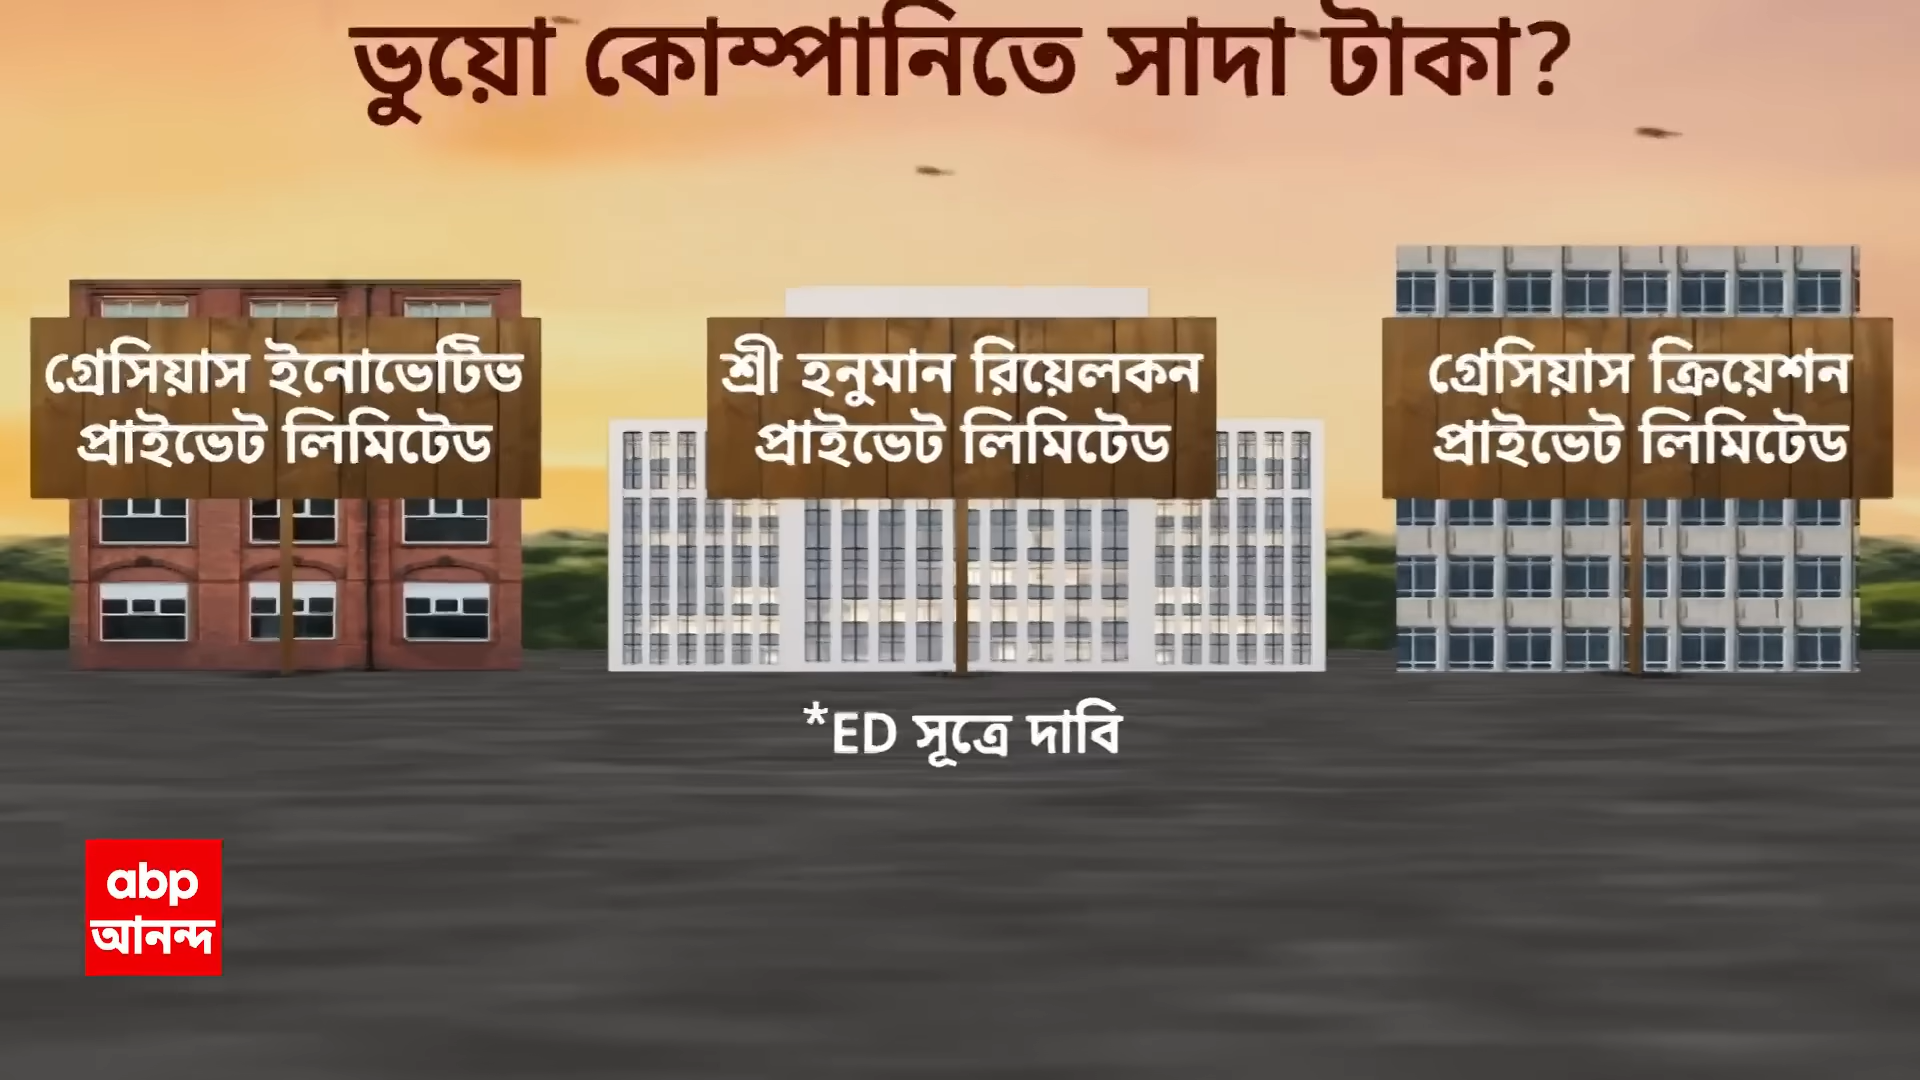 ভুয়ো কোম্পানিতে সাদা টাকা?
গ্রেসিয়াস ইনোভেটিভ
প্রাইভেট লিমিটেড
শ্রী হনুমান রিয়েলকন
প্রাইভেট লিমিটেড
গ্রেসিয়াস ক্রিয়েশন
প্রাইভেট লিমিটেড
*ED সূত্রে দাবি
abp
আনন্দ